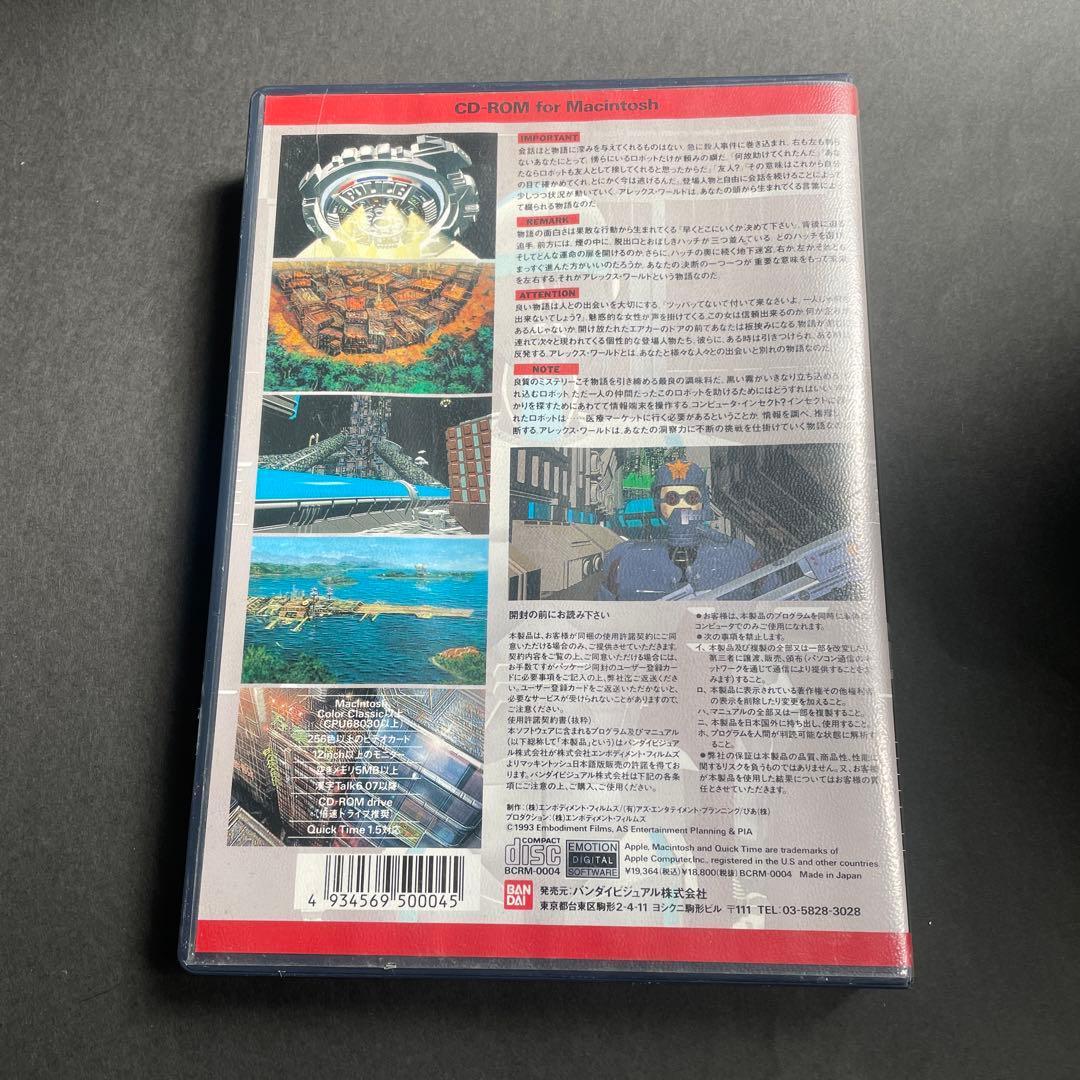 CD-ROM for Macintosh
POLICE
IMPORTANT
会話ほど物語に深みを与えてくれるものはない。急に殺人事件に巻き込まれ、右も左も
ないあなたにとって、傍らにいるロボットだけが頼みの綱だ。「何故助けてくれたんだ」「あな
たならロボットも友人として接してくれると思ったからだ」「友人?」「その意味はこれから自分
の目で確かめてくれ。とにかく今は逃げるんだ」。登場人物と自由に会話を続けることによって
少しづつ状況が動いていく。アレックス・ワールドは、あなたの頭から生まれてくる言葉によっ
て綴られる物語なのだ。
REMARK
物語の面白さは果敢な行動から生まれてくる「早くどこにいくか決めて下さい」。背後に迫る
追手。前方には、煙の中に、脱出口とおぼしきハッチが三つ並んでいる。どのハッチを
そしてどんな運命の扉を開けるのか。さらに、ハッチの奥に続く地下迷宮。右か、左か、それとも
まっすぐ進んだ方がいいのだろうか。あなたの決断の一つ一つが重要な意味をもって
を左右する。それがアレックス・ワールドという物語なのだ。
ATTENTION
良い物語は人との出会いを大切にする。「ツッパッてないで付いて来なさいよ。一人じゃ
出来ないでしょう?」。魅惑的な女性が声を掛けてくる。この女は信頼出来るのか、何か
あるんじゃないか。開け放たれたエアカーのドアの前であなたは板挟みになる。物語が
連れて次々と現われてくる個性的な登場人物たち。彼らに、ある時は引きつけられ、ある時
反発する。アレックス・ワールドとは、あなたと様々な人々との出会いと別れの物語なのだ。
NOTE
良質のミステリーこそ物語を引き締める最良の調味料だ。黒い霧がいきなり立ち込め
れ込むロボット。ただ一人の仲間だったこのロボットを助けるためにはどうすればいい
かりを探すためにあわてて情報端末を操作する。コンピュータ・インセクト?インセクトに
れたロボットは……医療マーケットに行く必要があるということか。情報を調べ、推理し
断する。アレックス・ワールドは、あなたの洞察力に不断の挑戦を仕掛けていく物語な
開封の前にお読み下さい
本製品は、お客様が同梱の使用許諾契約にご同
意いただける場合のみ、ご提供させていただきます。
契約内容をご覧の上、ご同意いただける場合には、
お手数ですがパッケージ同封のユーザー登録カード
に必要事項をご記入の上、弊社迄ご返送ください。
ユーザー登録カードをご返送いただかないと、
必要なサービスが受けられないことがありますので、
ご注意ください。
使用許諾契約書(抜粋)
本ソフトウェアに含まれるプログラム及びマニュアル
(以下総称して「本製品」という)はバンダイビジュアル
株式会社が株式会社エンボディメント・フィルムズ
よりマッキントッシュ日本語版販売の許諾を得てお
ります。バンダイビジュアル株式会社は下記の各条
項にご注意の上、ご購入、ご使用ください。
●お客様は、本製品のプログラムを同時に
コンピュータでのみご使用になれます。
●次の事項を禁止します。
イ、本製品及び複製の全部又は一部を改変したり、
第三者に譲渡、販売、頒布(パソコン通信の
ットワークを通じて通信により提供することを
みます)すること。
ロ、本製品に表示されている著作権その他権利
の表示を削除したり変更を加えること。
ハ、マニュアルの全部又は一部を複製すること。
ニ、本製品を日本国外に持ち出し、使用すること。
ホ、プログラムを人間が判読可能な状態に解析す
ること。
●弊社の保証は本製品の品質、商品性、性能に
関するリスクを負うものではありません。又、お客様
が本製品を使用した結果についてはお客様の責
任とさせていただきます。
Macintosh
Color Classic以上
(CPU68030以上)
256色以上のビデオカード
12inch以上のモニター
空きメモリ5MB以上
漢字Talk6.07以降
CD-ROM drive
(倍速ドライブ推奨)
Quick Time 1.5対応
制作:(株)エンボディメント・フィルムズ/(有)アズ・エンタテイメント・プランニング/ぴあ(株)
プロダクション:(株)エンボディメント・フィルムズ
©1993 Embodiment Films, AS Entertainment Planning & PIA
COMPACT
disc
BCRM-0004
EMOTION
DIGITAL
SOFTWARE
Apple, Macintosh and Quick Time are trademarks of
Apple Computer,Inc., registered in the U.S and other countries
¥19,364(税込)¥18,800(税抜) BCRM-0004 Made in Japan
4 934569 500045
BAN
DAI
発売元:バンダイビジュアル株式会社
東京都台東区駒形2-4-11 ヨシクニ駒形ビル 〒111 TEL:03-5828-3028